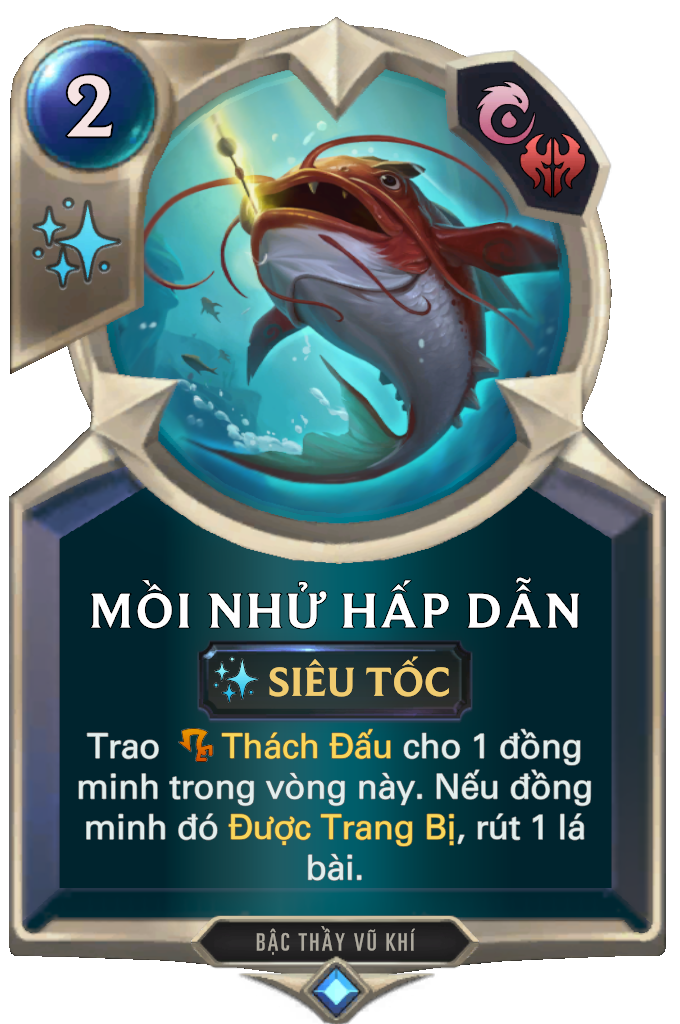 2
MỒI NHỬ HẤP DẪN
SIÊU TỐC
Trao Thách Đấu cho 1 đồng
minh trong vòng này. Nếu đồng
minh đó Được Trang Bị, rút 1 lá
bài.
BẬC THẦY VŨ KHÍ